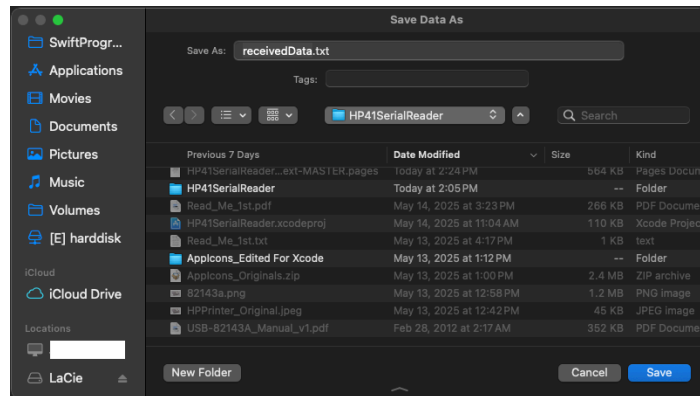 Save Data As
SwiftProgr...
Applications
Movies
Documents
Pictures
Music
Volumes
[E] harddisk
iCloud
iCloud Drive
Locations
LaCie
Save As: receivedData.txt
Tags:
HP41SerialReader
Search
Previous 7 Days Date Modified Size Kind
HP41SerialReader...ext-MASTER.pages Today at 2:24 PM 564 KB Pages Docum
HP41SerialReader Today at 2:05 PM -- Folder
Read_Me_1st.pdf May 14, 2025 at 3:23 PM 266 KB PDF Docume
HP41SerialReader.xcodeproj May 14, 2025 at 11:04 AM 110 KB Xcode Projec
Read_Me_1st.txt May 13, 2025 at 4:17 PM 1 KB text
AppIcons_Edited For Xcode May 13, 2025 at 1:12 PM -- Folder
AppIcons_Originals.zip May 13, 2025 at 1:00 PM 2.4 MB ZIP archive
82143a.png May 13, 2025 at 12:58 PM 1.2 MB PNG image
HPPrinter_Original.jpeg May 13, 2025 at 12:42 PM 45 KB JPEG image
USB-82143A_Manual_v1.pdf Feb 28, 2012 at 2:17 AM 352 KB PDF Docume
New Folder Cancel Save